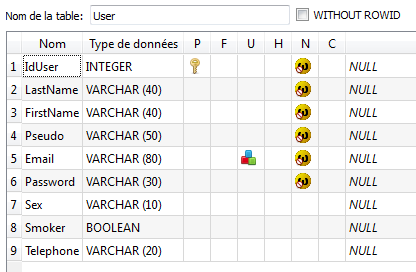 Nom de la table: User WITHOUT ROWID
Nom Type de données P F U H N C
1 IdUser INTEGER NULL
2 LastName VARCHAR (40) NULL
3 FirstName VARCHAR (40) NULL
4 Pseudo VARCHAR (50) NULL
5 Email VARCHAR (80) NULL
6 Password VARCHAR (30) NULL
7 Sex VARCHAR (10) NULL
8 Smoker BOOLEAN NULL
9 Telephone VARCHAR (20) NULL